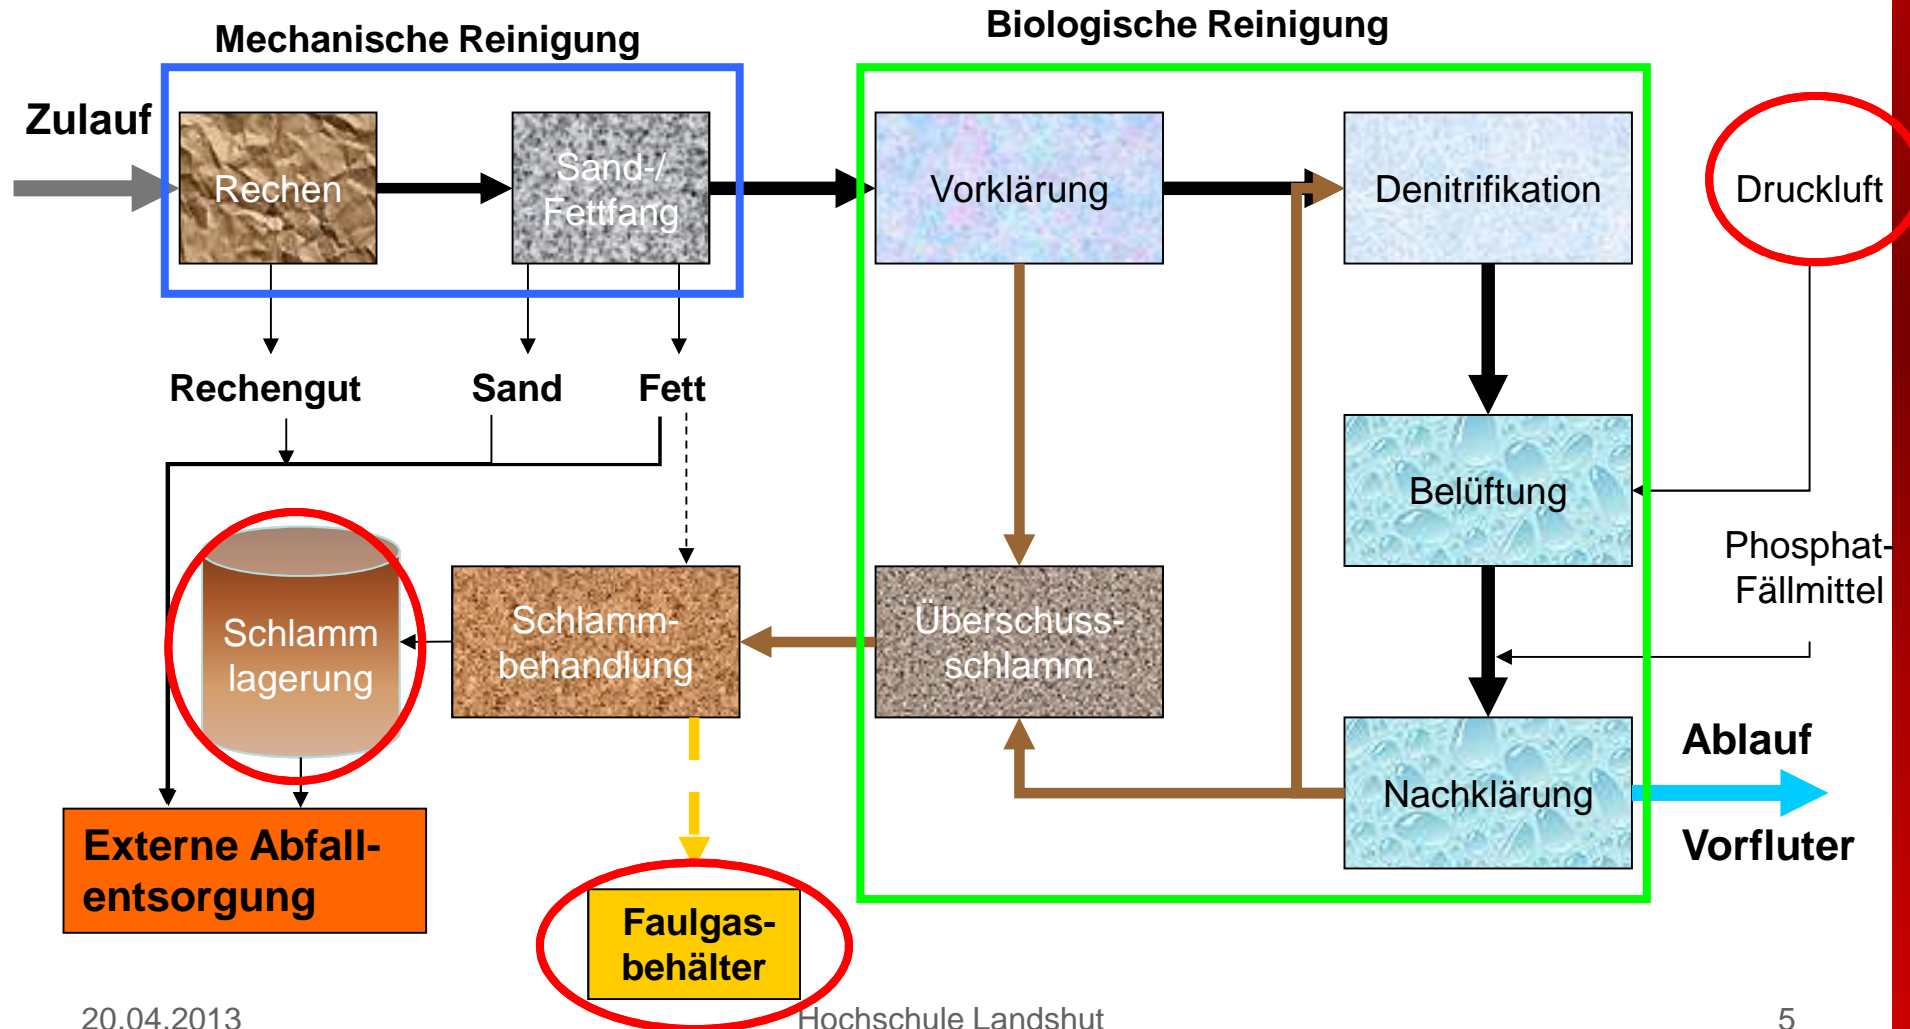 Mechanische Reinigung
Biologische Reinigung
Zulauf
Rechen
Sand-/
Fettfang
Vorklärung
Denitrifikation
Druckluft
Rechengut
Sand
Fett
Belüftung
Phosphat-
Fällmittel
Schlamm
lagerung
Schlamm-
behandlung
Überschuss-
schlamm
Nachklärung
Ablauf
Vorfluter
Externe Abfall-
entsorgung
Faulgas-
behälter
20.04.2013
Hochschule Landshut
5